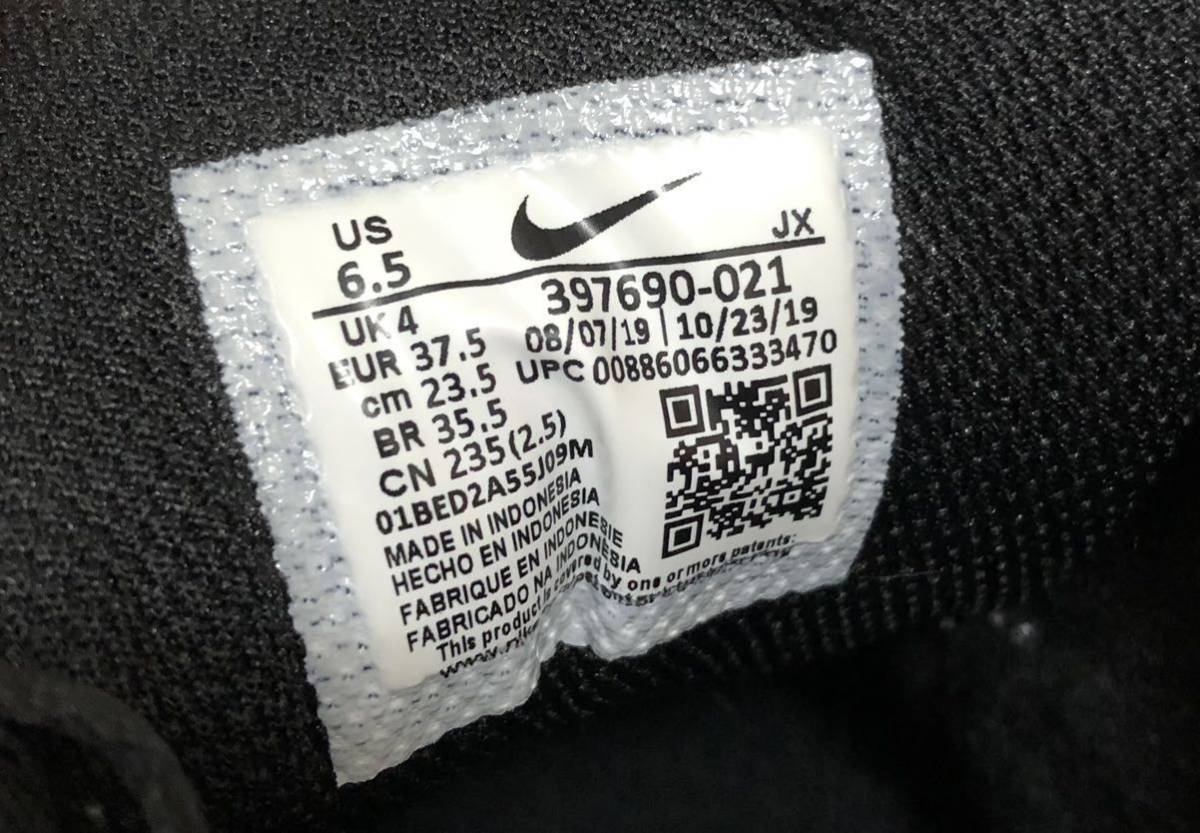 US
6.5
JX
UK 4
EUR 37.5
cm 23.5
BR 35.5
CN 235(2.5)
01BED2A55J09M
MADE IN INDONESIA
HECHO EN INDONESIA
FABRIQUE EN INDONESIE
FABRICADO NA INDONESIA
This product is covered by one or more patents:
397690-021
08/07/19 | 10/23/19
UPC 00886066333470